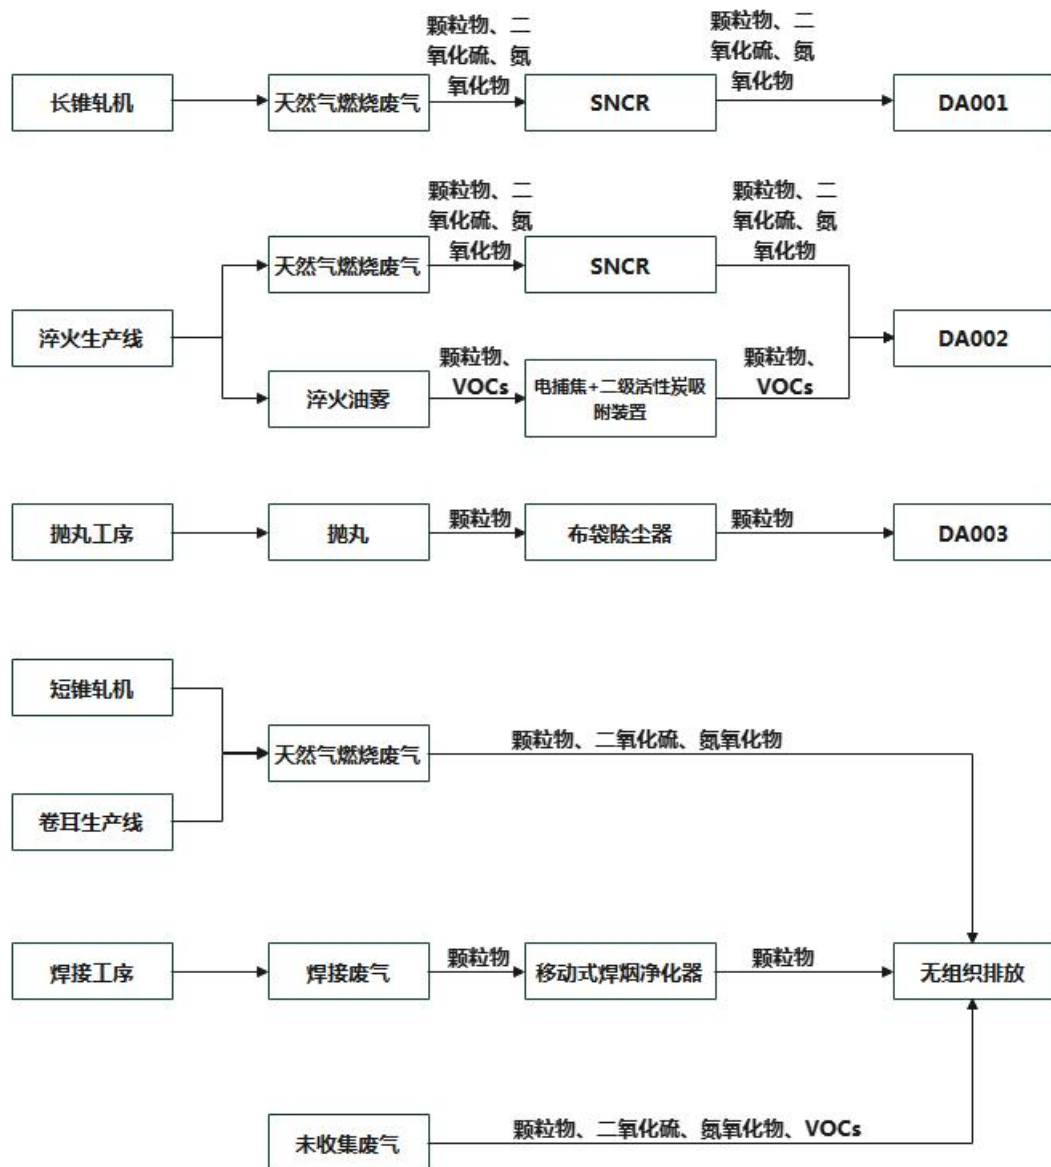 颗粒物、二
氧化硫、氮
氧化物
颗粒物、二
氧化硫、氮
氧化物
长锥轧机
天然气燃烧废气
SNCR
DA001
颗粒物、二
氧化硫、氮
氧化物
颗粒物、二
氧化硫、氮
氧化物
天然气燃烧废气
SNCR
淬火生产线
DA002
颗粒物、
VOCs
颗粒物、
VOCs
淬火油雾
电捕焦+二级活性炭吸
附装置
抛丸工序
抛丸
颗粒物
布袋除尘器
颗粒物
DA003
短锥轧机
天然气燃烧废气
颗粒物、二氧化硫、氮氧化物
卷耳生产线
焊接工序
焊接废气
颗粒物
移动式焊烟净化器
颗粒物
无组织排放
未收集废气
颗粒物、二氧化硫、氮氧化物、VOCs